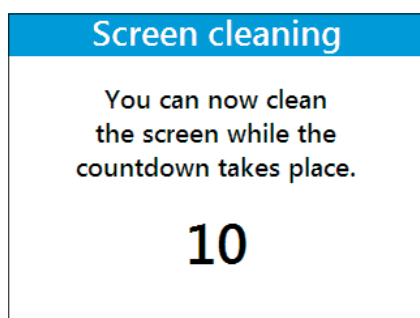 Screen cleaning
You can now clean
the screen while the
countdown takes place.
10